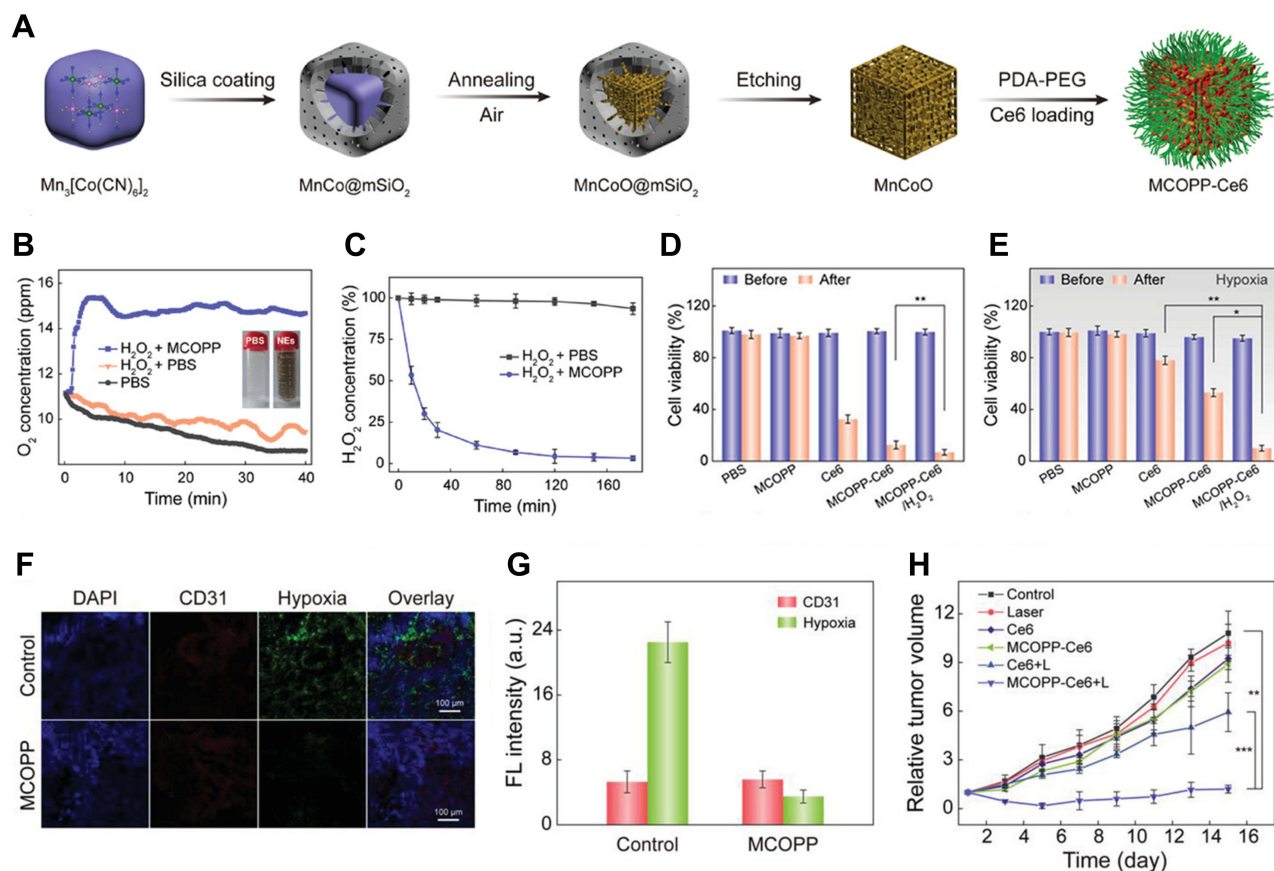 A
Silica coating
Annealing
Air
Etching
PDA-PEG
Ce6 loading
Mn₃[Co(CN)₆]₂
MnCo@mSiO₂
MnCoO@mSiO₂
MnCoO
MCOPP-Ce6
B
O₂ concentration (ppm)
16
14
12
10
H₂O₂ + MCOPP
H₂O₂ + PBS
PBS
PBS
NEs
0
10
20
30
40
Time (min)
C
H₂O₂ concentration (%)
100
75
50
25
0
H₂O₂ + PBS
H₂O₂ + MCOPP
0
40
80
120
160
Time (min)
D
Cell viability (%)
120
80
40
0
Before
After
**
PBS
MCOPP
Ce6
MCOPP-Ce6
MCOPP-Ce6
/H₂O₂
E
Cell viability (%)
120
80
40
0
Before
After
Hypoxia
**
*
PBS
MCOPP
Ce6
MCOPP-Ce6
MCOPP-Ce6
/H₂O₂
F
DAPI
CD31
Hypoxia
Overlay
Control
100 µm
MCOPP
100 µm
G
FL intensity (a.u.)
24
18
12
6
0
CD31
Hypoxia
Control
MCOPP
H
Relative tumor volume
12
9
6
3
0
Control
Laser
Ce6
MCOPP-Ce6
Ce6+L
MCOPP-Ce6+L
**
***
2
4
6
8
10
12
14
16
Time (day)